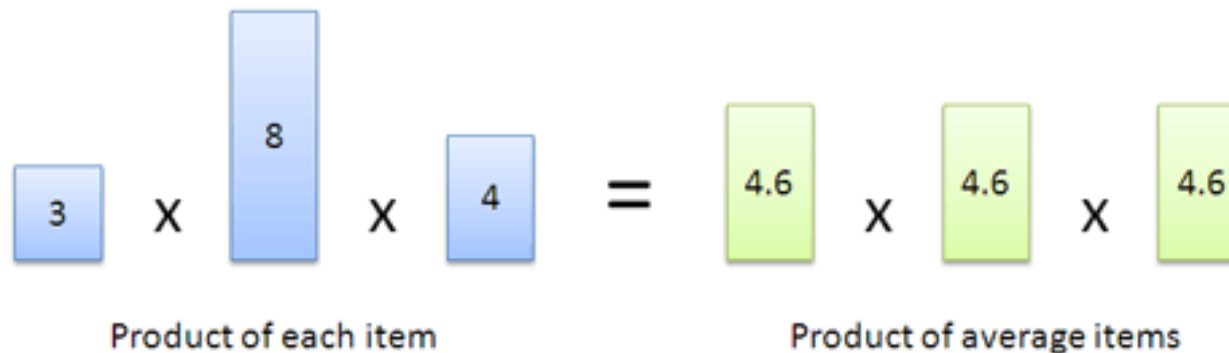 3 x 8 x 4 = 4.6 x 4.6 x 4.6
Product of each item
Product of average items